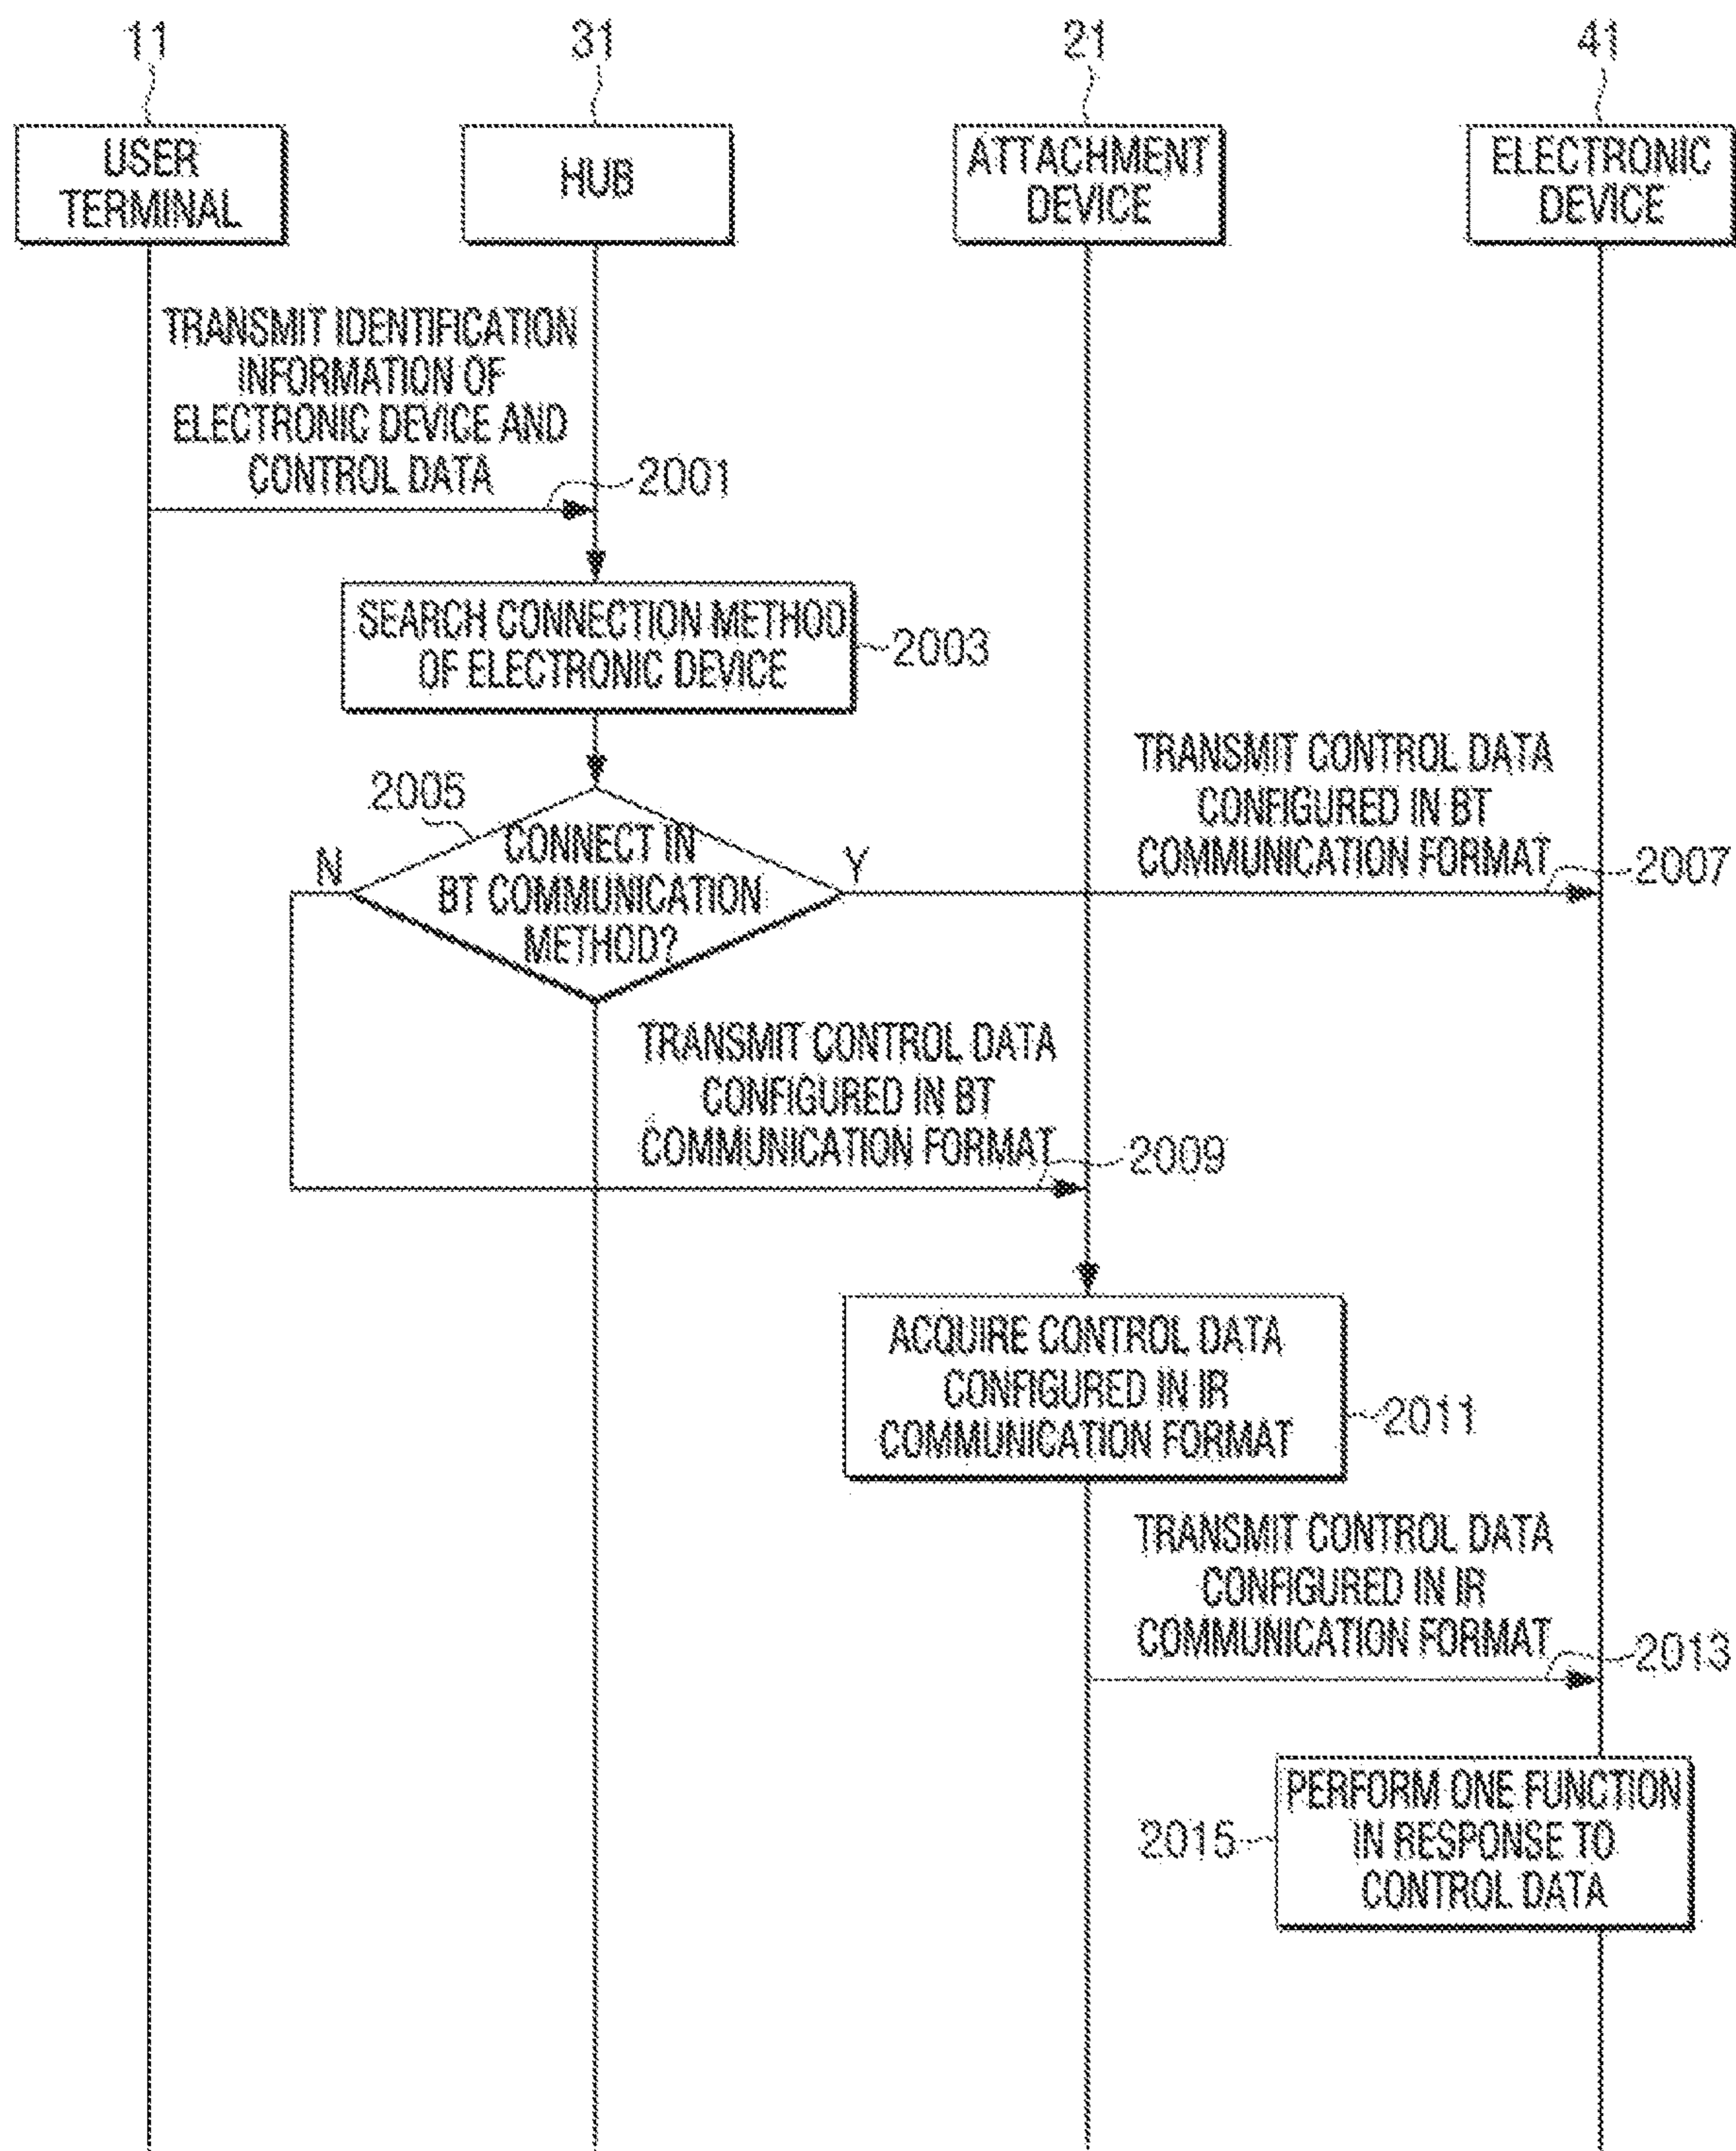 11
31
21
41
USER
TERMINAL
HUB
ATTACHMENT
DEVICE
ELECTRONIC
DEVICE
TRANSMIT IDENTIFICATION
INFORMATION OF
ELECTRONIC DEVICE AND
CONTROL DATA
2001
SEARCH CONNECTION METHOD
OF ELECTRONIC DEVICE
2003
2005
CONNECT IN
BT COMMUNICATION
METHOD?
N
Y
TRANSMIT CONTROL DATA
CONFIGURED IN BT
COMMUNICATION FORMAT
2007
TRANSMIT CONTROL DATA
CONFIGURED IN BT
COMMUNICATION FORMAT
2009
ACQUIRE CONTROL DATA
CONFIGURED IN IR
COMMUNICATION FORMAT
2011
TRANSMIT CONTROL DATA
CONFIGURED IN IR
COMMUNICATION FORMAT
2013
PERFORM ONE FUNCTION
IN RESPONSE TO
CONTROL DATA
2015